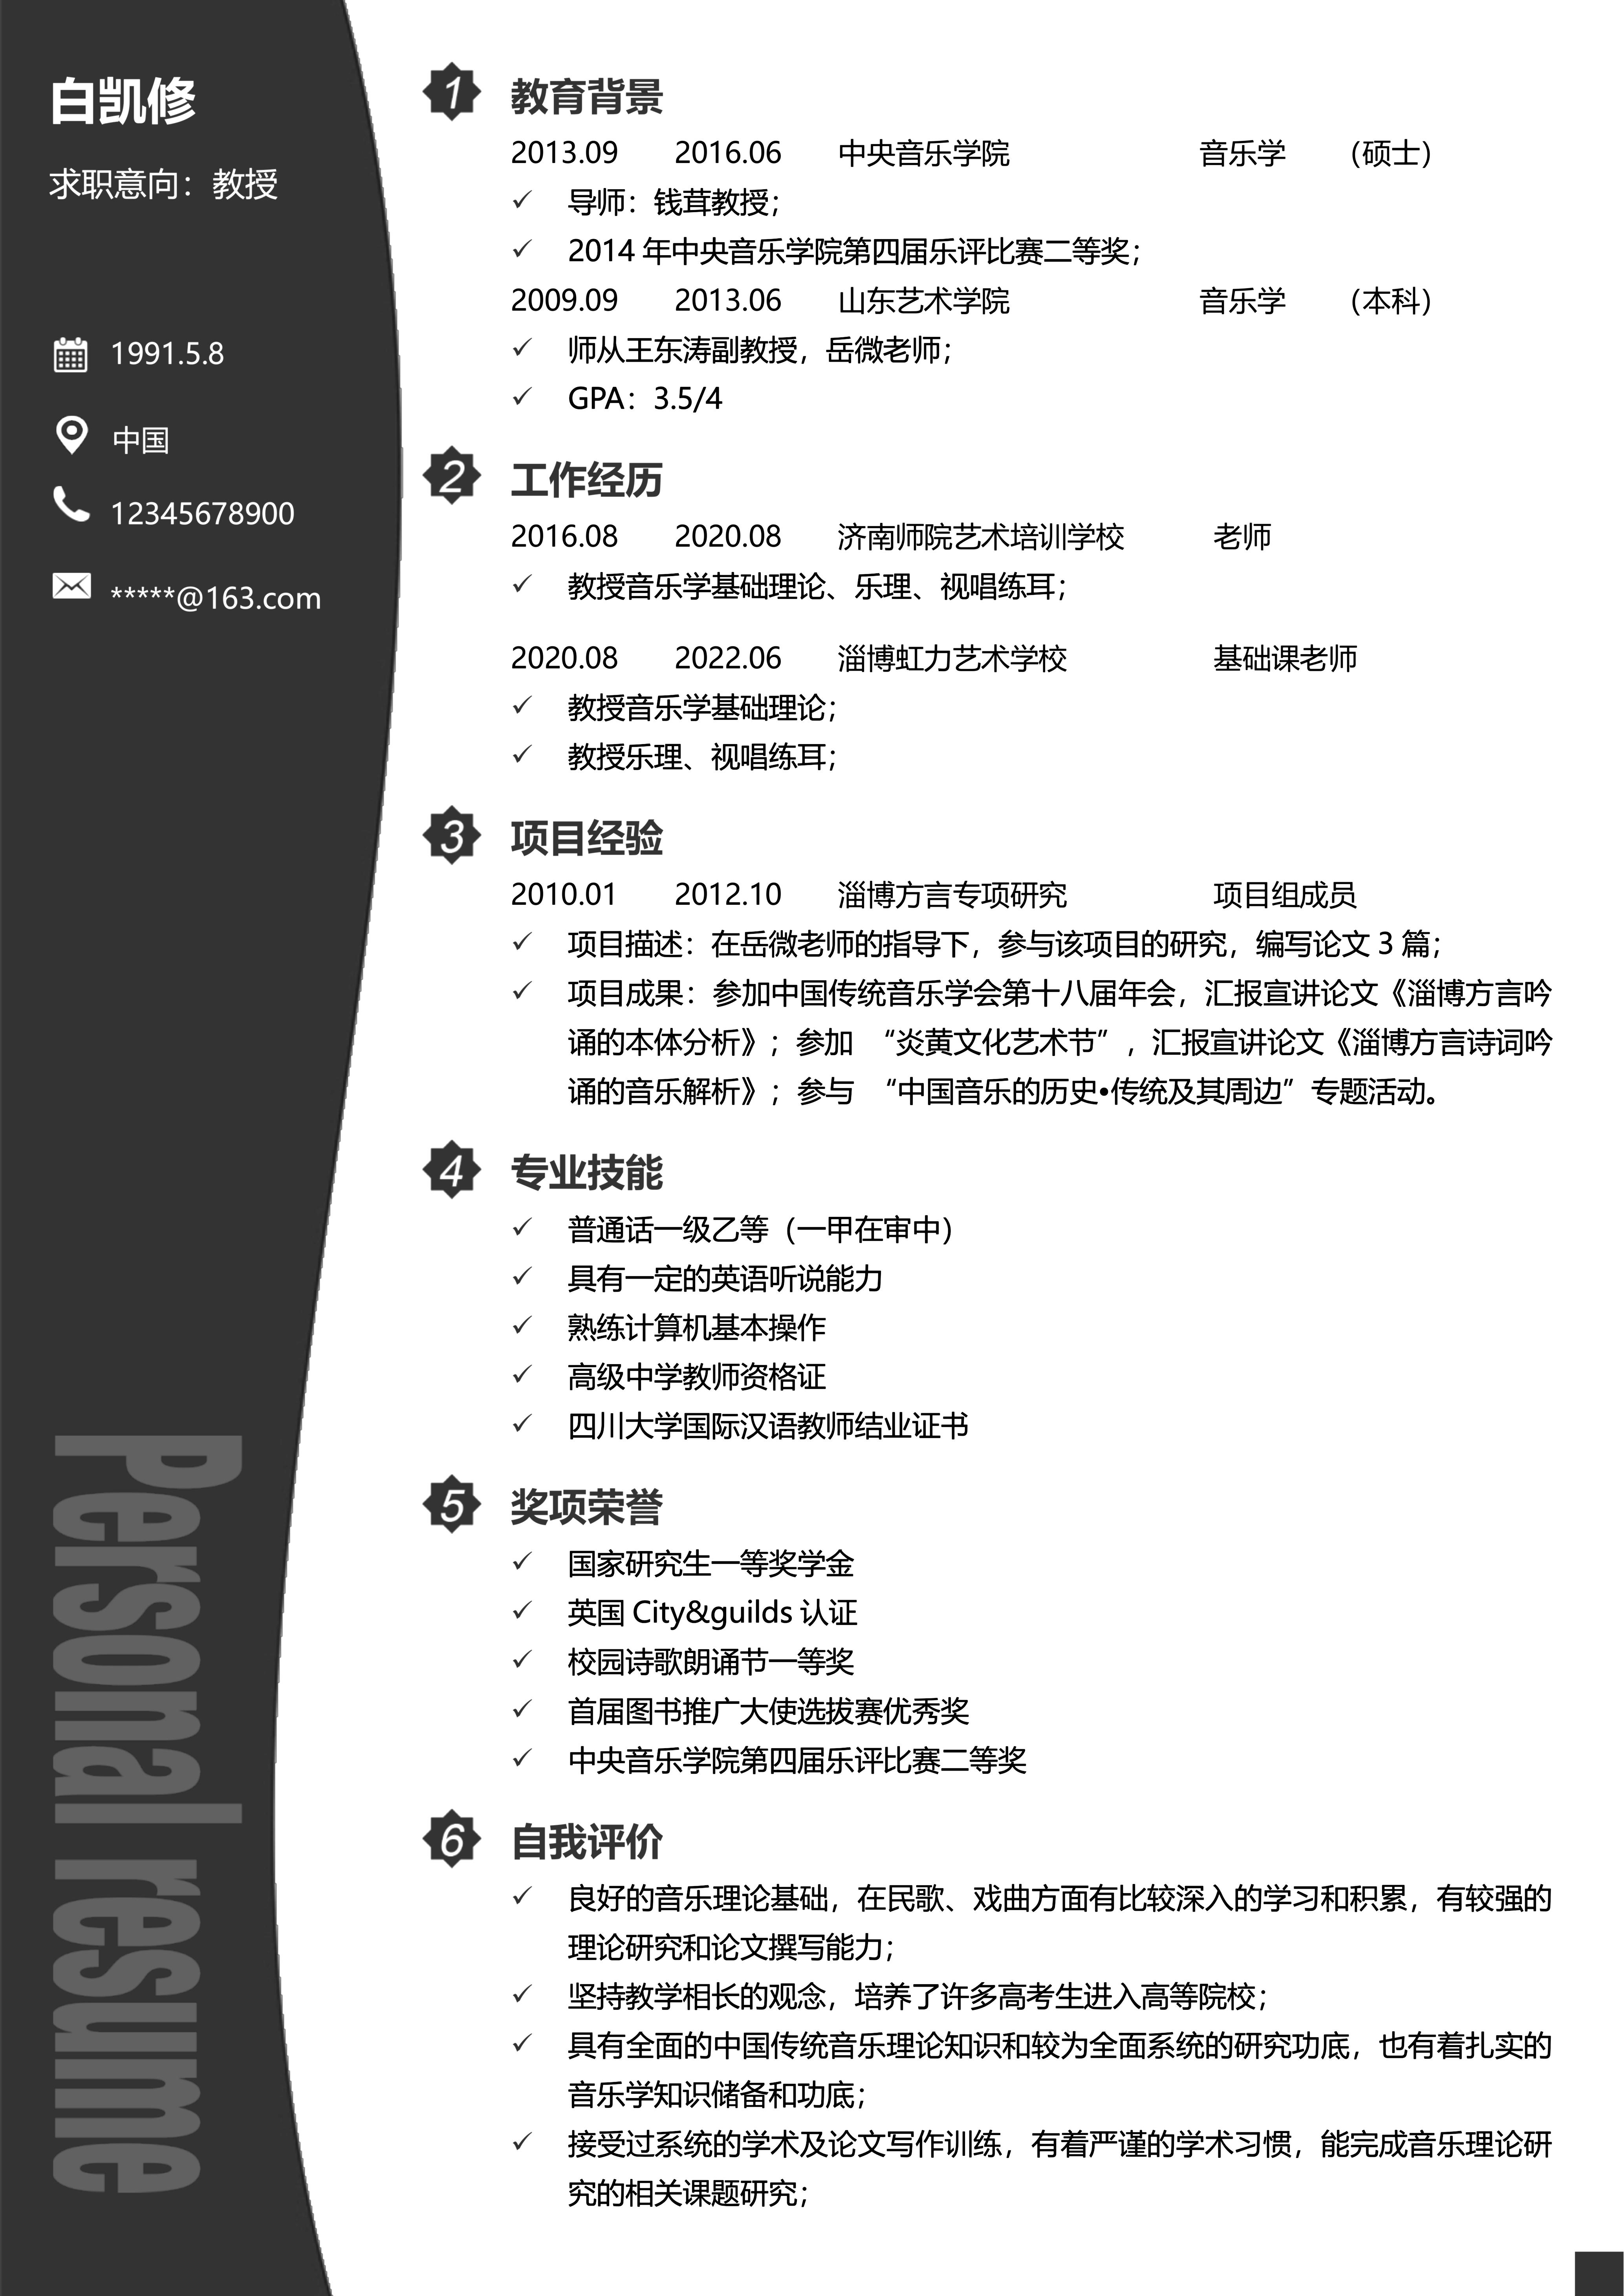 白凯修
求职意向：教授
1991.5.8
中国
12345678900
*****@163.com
Personal resume
1 教育背景
2013.09 2016.06 中央音乐学院 音乐学 （硕士）
✓ 导师：钱茸教授；
✓ 2014 年中央音乐学院第四届乐评比赛二等奖；
2009.09 2013.06 山东艺术学院 音乐学 （本科）
✓ 师从王东涛副教授，岳微老师；
✓ GPA：3.5/4
2 工作经历
2016.08 2020.08 济南师院艺术培训学校 老师
✓ 教授音乐学基础理论、乐理、视唱练耳；
2020.08 2022.06 淄博虹力艺术学校 基础课老师
✓ 教授音乐学基础理论；
✓ 教授乐理、视唱练耳；
3 项目经验
2010.01 2012.10 淄博方言专项研究 项目组成员
✓ 项目描述：在岳微老师的指导下，参与该项目的研究，编写论文 3 篇；
✓ 项目成果：参加中国传统音乐学会第十八届年会，汇报宣讲论文《淄博方言吟
诵的本体分析》；参加 “炎黄文化艺术节”，汇报宣讲论文《淄博方言诗词吟
诵的音乐解析》；参与 “中国音乐的历史•传统及其周边”专题活动。
4 专业技能
✓ 普通话一级乙等（一甲在审中）
✓ 具有一定的英语听说能力
✓ 熟练计算机基本操作
✓ 高级中学教师资格证
✓ 四川大学国际汉语教师结业证书
5 奖项荣誉
✓ 国家研究生一等奖学金
✓ 英国 City&guilds 认证
✓ 校园诗歌朗诵节一等奖
✓ 首届图书推广大使选拔赛优秀奖
✓ 中央音乐学院第四届乐评比赛二等奖
6 自我评价
✓ 良好的音乐理论基础，在民歌、戏曲方面有比较深入的学习和积累，有较强的
理论研究和论文撰写能力；
✓ 坚持教学相长的观念，培养了许多高考生进入高等院校；
✓ 具有全面的中国传统音乐理论知识和较为全面系统的研究功底，也有着扎实的
音乐学知识储备和功底；
✓ 接受过系统的学术及论文写作训练，有着严谨的学术习惯，能完成音乐理论研
究的相关课题研究；